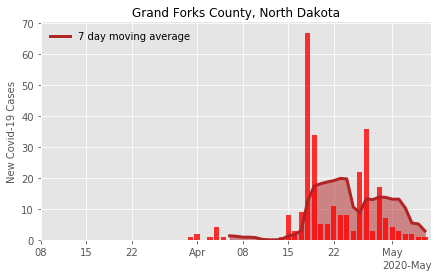 Grand Forks County, North Dakota
7 day moving average
New Covid-19 Cases
70
60
50
40
30
20
10
0
08 15 22 Apr 08 15 22 May
2020-May